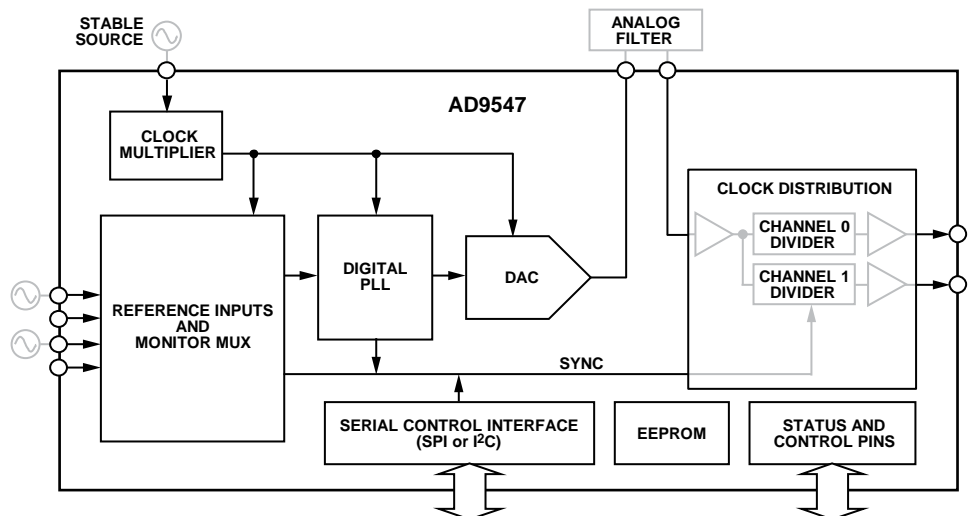 STABLE
SOURCE
ANALOG
FILTER
AD9547
CLOCK
MULTIPLIER
CLOCK DISTRIBUTION
CHANNEL 0
DIVIDER
CHANNEL 1
DIVIDER
DIGITAL
PLL
DAC
REFERENCE INPUTS
AND
MONITOR MUX
SYNC
SERIAL CONTROL INTERFACE
(SPI or I²C)
EEPROM
STATUS AND
CONTROL PINS